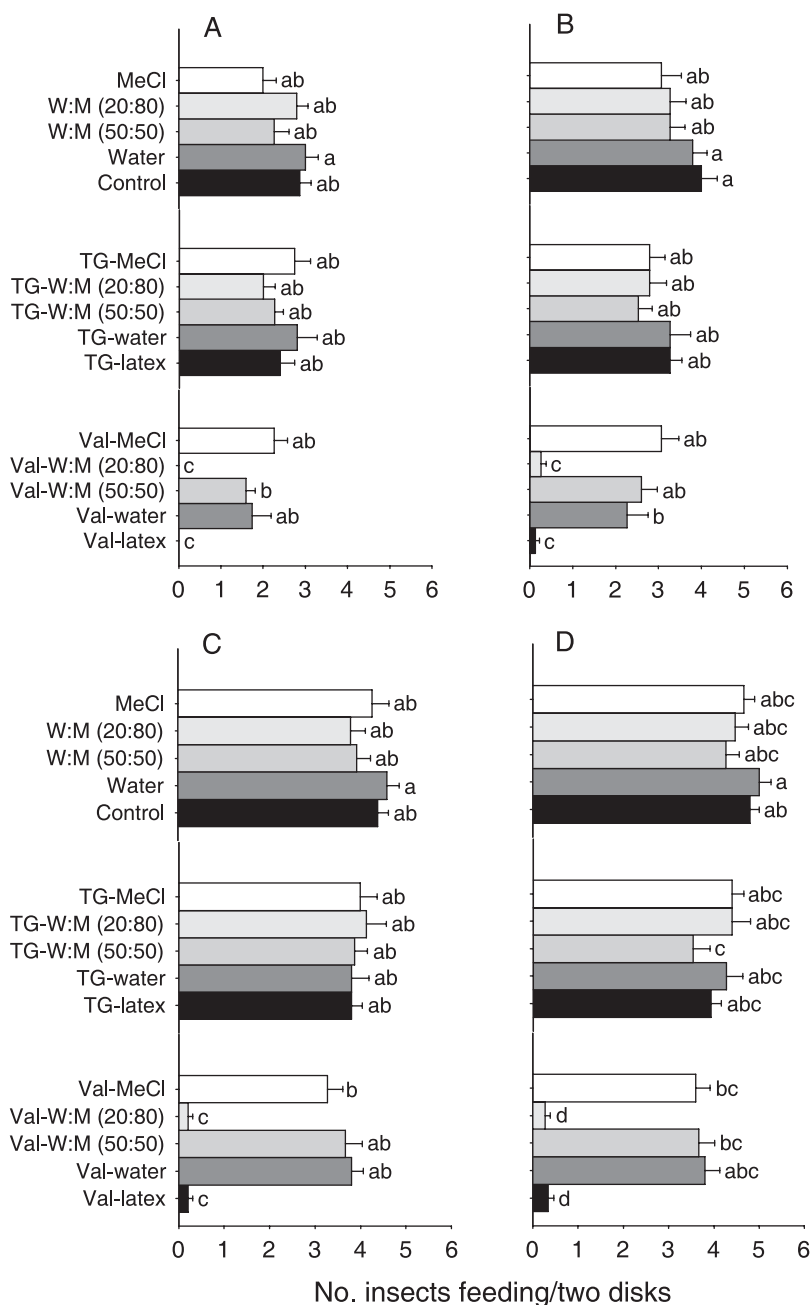 A
B
MeCl
ab
ab
W:M (20:80)
ab
ab
W:M (50:50)
ab
ab
Water
a
a
Control
ab
a
TG-MeCl
ab
ab
TG-W:M (20:80)
ab
ab
TG-W:M (50:50)
ab
ab
TG-water
ab
ab
TG-latex
ab
ab
Val-MeCl
ab
ab
Val-W:M (20:80)
c
c
Val-W:M (50:50)
b
ab
Val-water
ab
b
Val-latex
c
c
0 1 2 3 4 5 6
0 1 2 3 4 5 6
C
D
MeCl
ab
abc
W:M (20:80)
ab
abc
W:M (50:50)
ab
abc
Water
a
a
Control
ab
ab
TG-MeCl
ab
abc
TG-W:M (20:80)
ab
abc
TG-W:M (50:50)
ab
c
TG-water
ab
abc
TG-latex
ab
abc
Val-MeCl
b
bc
Val-W:M (20:80)
c
d
Val-W:M (50:50)
ab
bc
Val-water
ab
abc
Val-latex
c
d
0 1 2 3 4 5 6
0 1 2 3 4 5 6
No. insects feeding/two disks